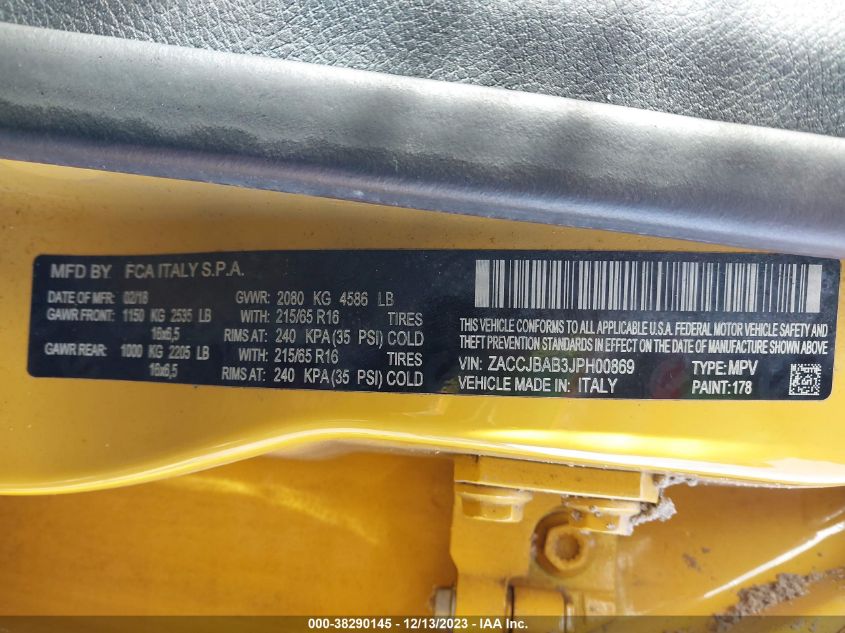 MFD BY FCA ITALY S.P.A.
DATE OF MFR: 02/18 GVWR: 2080 KG 4586 LB
GAWR FRONT: 1150 KG 2535 LB WITH: 215/65 R16 TIRES
16x6,5 RIMS AT: 240 KPA(35 PSI) COLD
GAWR REAR: 1000 KG 2205 LB WITH: 215/65 R16 TIRES
16x6,5 RIMS AT: 240 KPA(35 PSI) COLD
THIS VEHICLE CONFORMS TO ALL APPLICABLE U.S.A. FEDERAL MOTOR VEHICLE SAFETY AND
THEFT PREVENTION STANDARDS IN EFFECT ON THE DATE OF MANUFACTURE SHOWN ABOVE
VIN: ZACCJBAB3JPH00869 TYPE: MPV
VEHICLE MADE IN: ITALY PAINT: 178
000-38290145 - 12/13/2023 - IAA Inc.